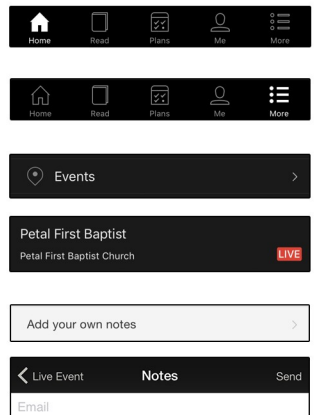 Home Read Plans Me More
Home Read Plans Me More
Events
Petal First Baptist
Petal First Baptist Church LIVE
Add your own notes
Live Event Notes Send
Email